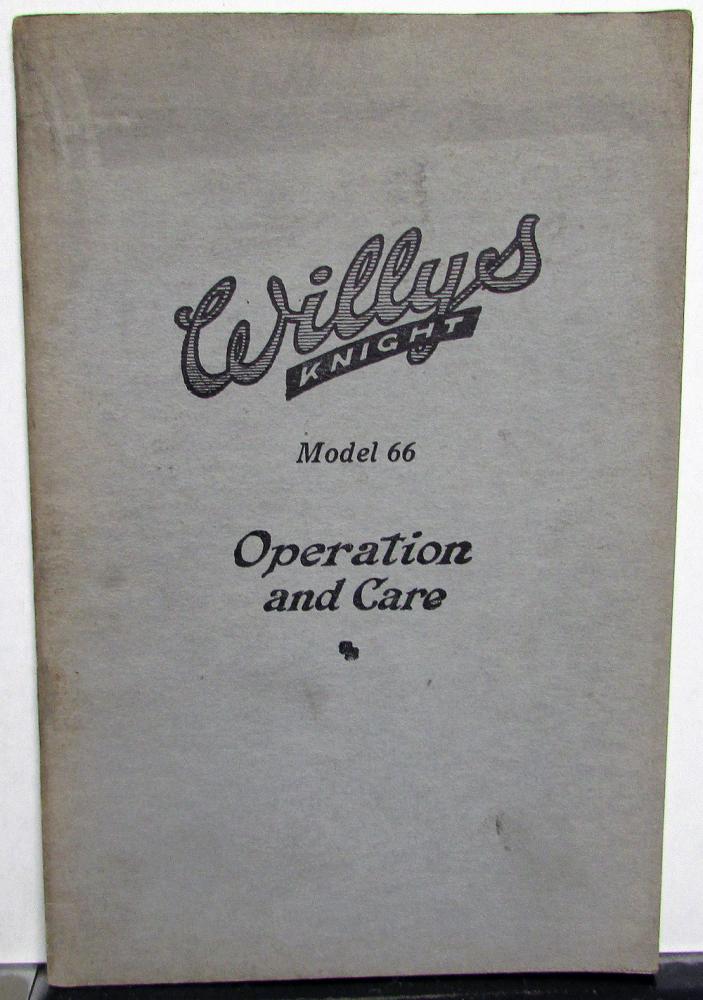 Willys
KNIGHT
Model 66
Operation
and Care